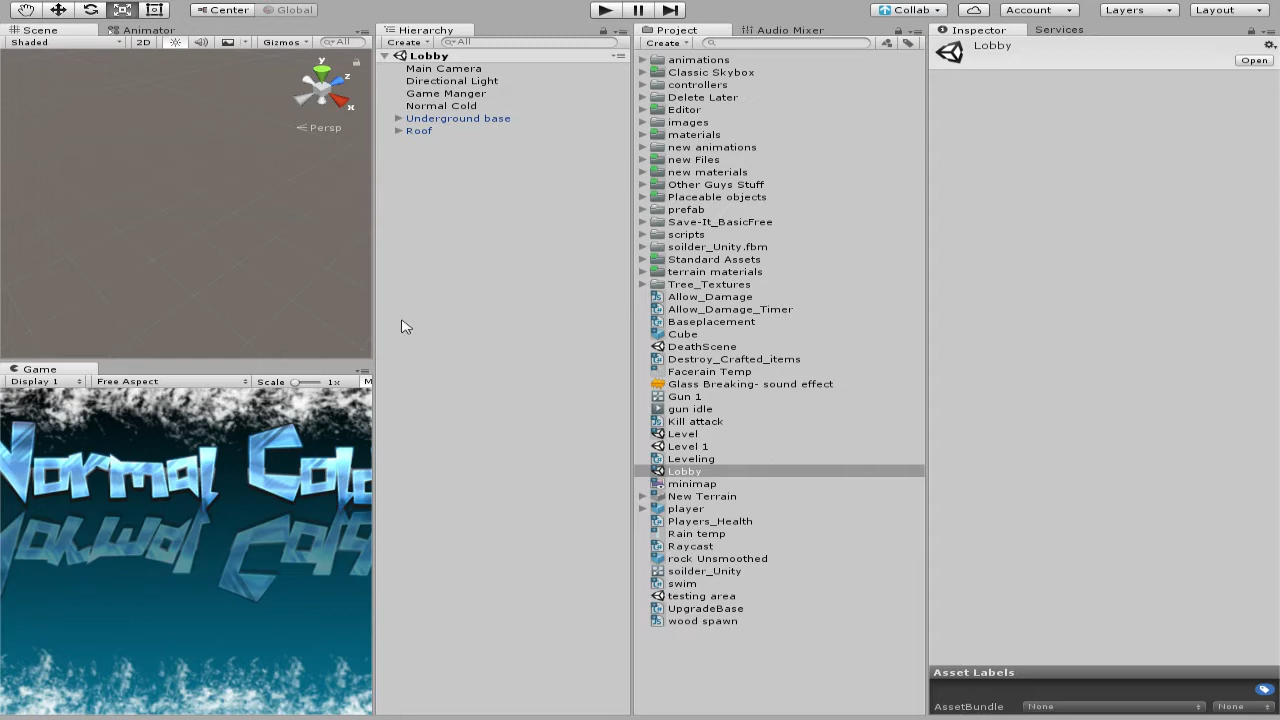 Center
Global
Collab
Account
Layers
Layout
Scene
Animator
Shaded
2D
Gizmos
All
y
z
x
Persp
Game
Display 1
Free Aspect
Scale
1x
M
Normal Cold
Hierarchy
Create
All
Lobby
Main Camera
Directional Light
Game Manger
Normal Cold
Underground base
Roof
Project
Audio Mixer
Create
animations
Classic Skybox
controllers
Delete Later
Editor
images
materials
new animations
new Files
new materials
Other Guys Stuff
Placeable objects
prefab
Save-It_BasicFree
scripts
soilder_Unity.fbm
Standard Assets
terrain materials
Tree_Textures
Allow_Damage
Allow_Damage_Timer
Baseplacement
Cube
DeathScene
Destroy_Crafted_items
Facerain Temp
Glass Breaking- sound effect
Gun 1
gun idle
Kill attack
Level
Level 1
Leveling
Lobby
minimap
New Terrain
player
Players_Health
Rain temp
Raycast
rock Unsmoothed
soilder_Unity
swim
testing area
UpgradeBase
wood spawn
Inspector
Services
Lobby
Open
Asset Labels
AssetBundle
None
None